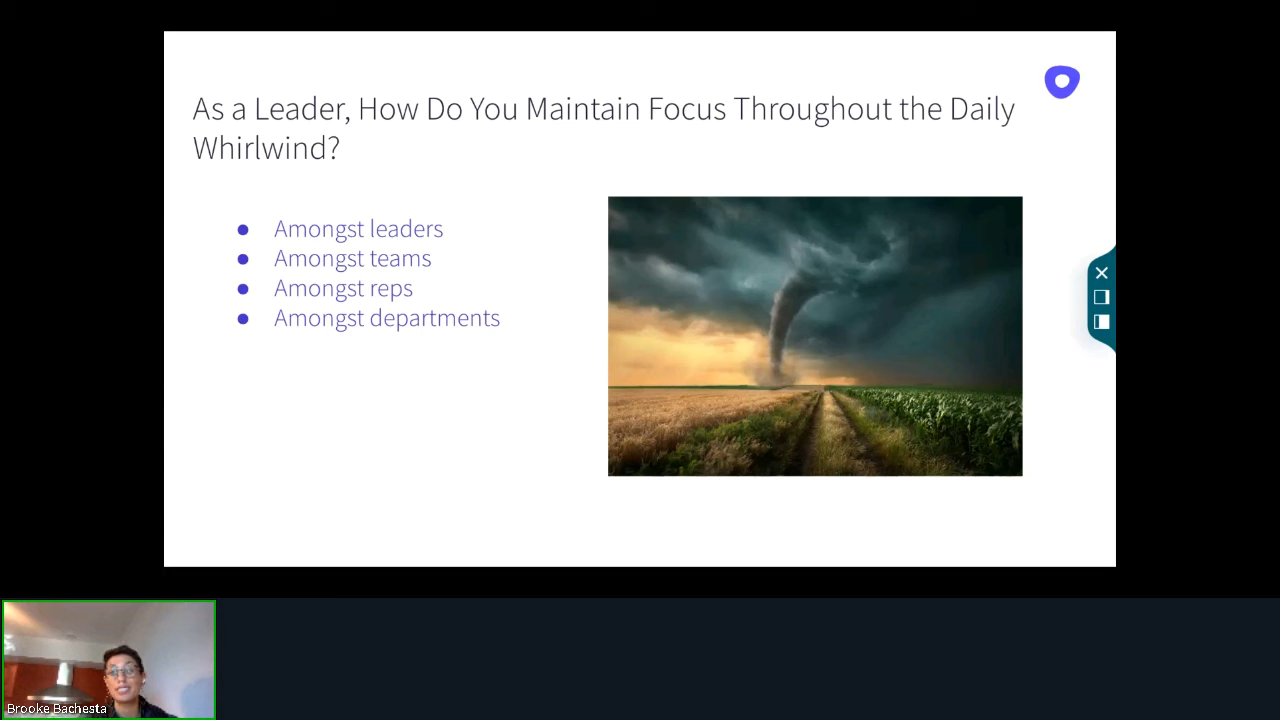 As a Leader, How Do You Maintain Focus Throughout the Daily
Whirlwind?
● Amongst leaders
● Amongst teams
● Amongst reps
● Amongst departments
Brooke Bachesta